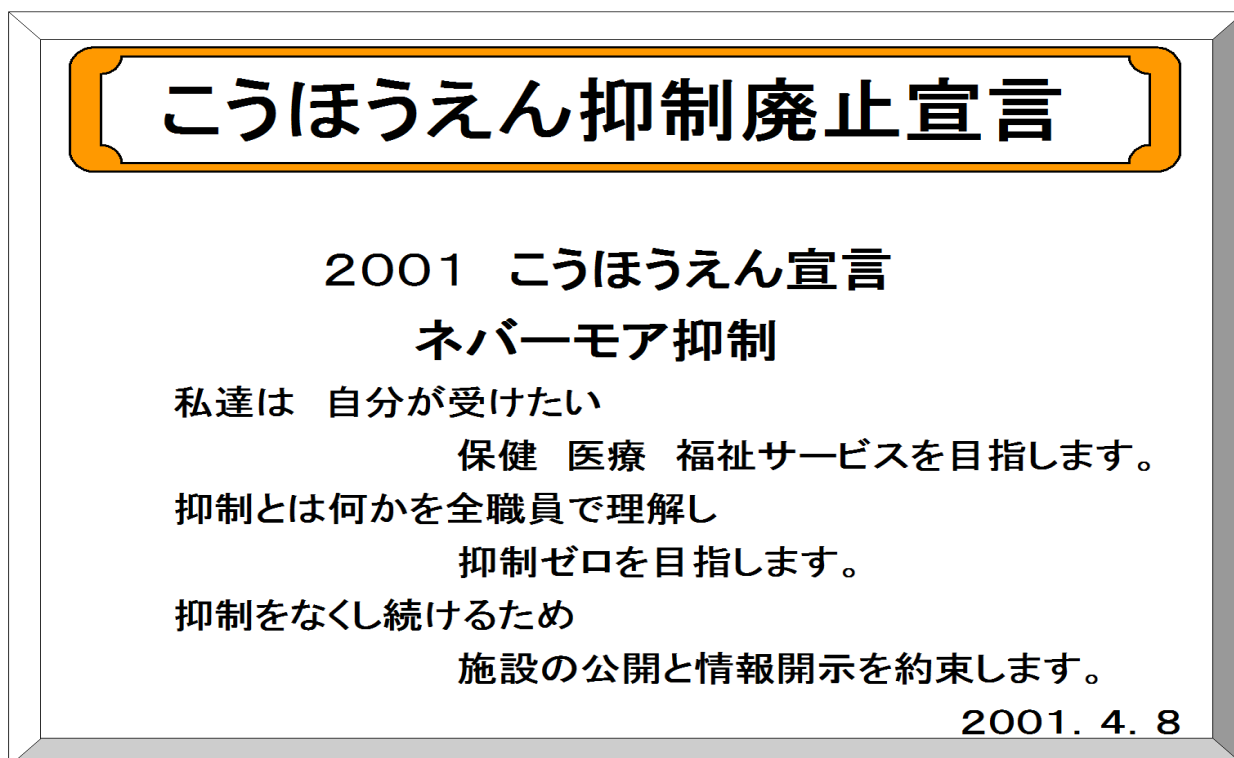 こうほうえん抑制廃止宣言
２００１　こうほうえん宣言
ネバーモア抑制
私達は　自分が受けたい
保健　医療　福祉サービスを目指します。
抑制とは何かを全職員で理解し
抑制ゼロを目指します。
抑制をなくし続けるため
施設の公開と情報開示を約束します。
２００１．４．８